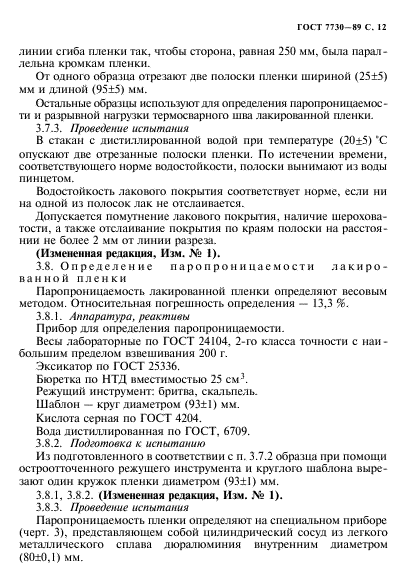 ГОСТ 7730—89 С. 12
линии сгиба пленки так, чтобы сторона, равная 250 мм, была парал-
лельна кромкам пленки.
От одного образца отрезают две полоски пленки шириной (25±5)
мм и длиной (95±5) мм.
Остальные образцы используют для определения паропроницаемос-
ти и разрывной нагрузки термосварного шва лакированной пленки.
3.7.3. Проведение испытания
В стакан с дистиллированной водой при температуре (20±5) °С
опускают две отрезанные полоски пленки. По истечении времени,
соответствующего норме водостойкости, полоски вынимают из воды
пинцетом.
Водостойкость лакового покрытия соответствует норме, если ни
на одной из полосок лак не отслаивается.
Допускается помутнение лакового покрытия, наличие шерохова-
тости, а также отслаивание покрытия по краям полоски на расстоя-
нии не более 2 мм от линии разреза.
(Измененная редакция, Изм. № 1).
3.8. Определение паропроницаемости лакиро-
ванной пленки
Паропроницаемость лакированной пленки определяют весовым
методом. Относительная погрешность определения — 13,3 %.
3.8.1. Аппаратура, реактивы
Прибор для определения паропроницаемости.
Весы лабораторные по ГОСТ 24104, 2-го класса точности с наи-
большим пределом взвешивания 200 г.
Эксикатор по ГОСТ 25336.
Бюретка по НТД вместимостью 25 см³.
Режущий инструмент: бритва, скальпель.
Шаблон — круг диаметром (93±1) мм.
Кислота серная по ГОСТ 4204.
Вода дистиллированная по ГОСТ, 6709.
3.8.2. Подготовка к испытанию
Из подготовленного в соответствии с п. 3.7.2 образца при помощи
остроотточенного режущего инструмента и круглого шаблона выре-
зают один кружок пленки диаметром (93±1) мм.
3.8.1, 3.8.2. (Измененная редакция, Изм. № 1).
3.8.3. Проведение испытания
Паропроницаемость пленки определяют на специальном приборе
(черт. 3), представляющем собой цилиндрический сосуд из легкого
металлического сплава дюралюминия внутренним диаметром
(80±0,1) мм.